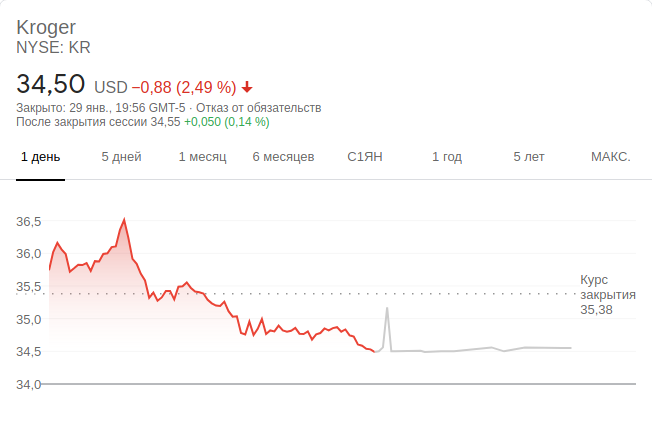 Kroger
NYSE: KR
34,50 USD −0,88 (2,49 %)
Закрыто: 29 янв., 19:56 GMT-5 · Отказ от обязательств
После закрытия сессии 34,55 +0,050 (0,14 %)
1 день 5 дней 1 месяц 6 месяцев С1ЯН 1 год 5 лет МАКС.
36,5
36,0
35,5
35,0
34,5
34,0
Курс
закрытия
35,38